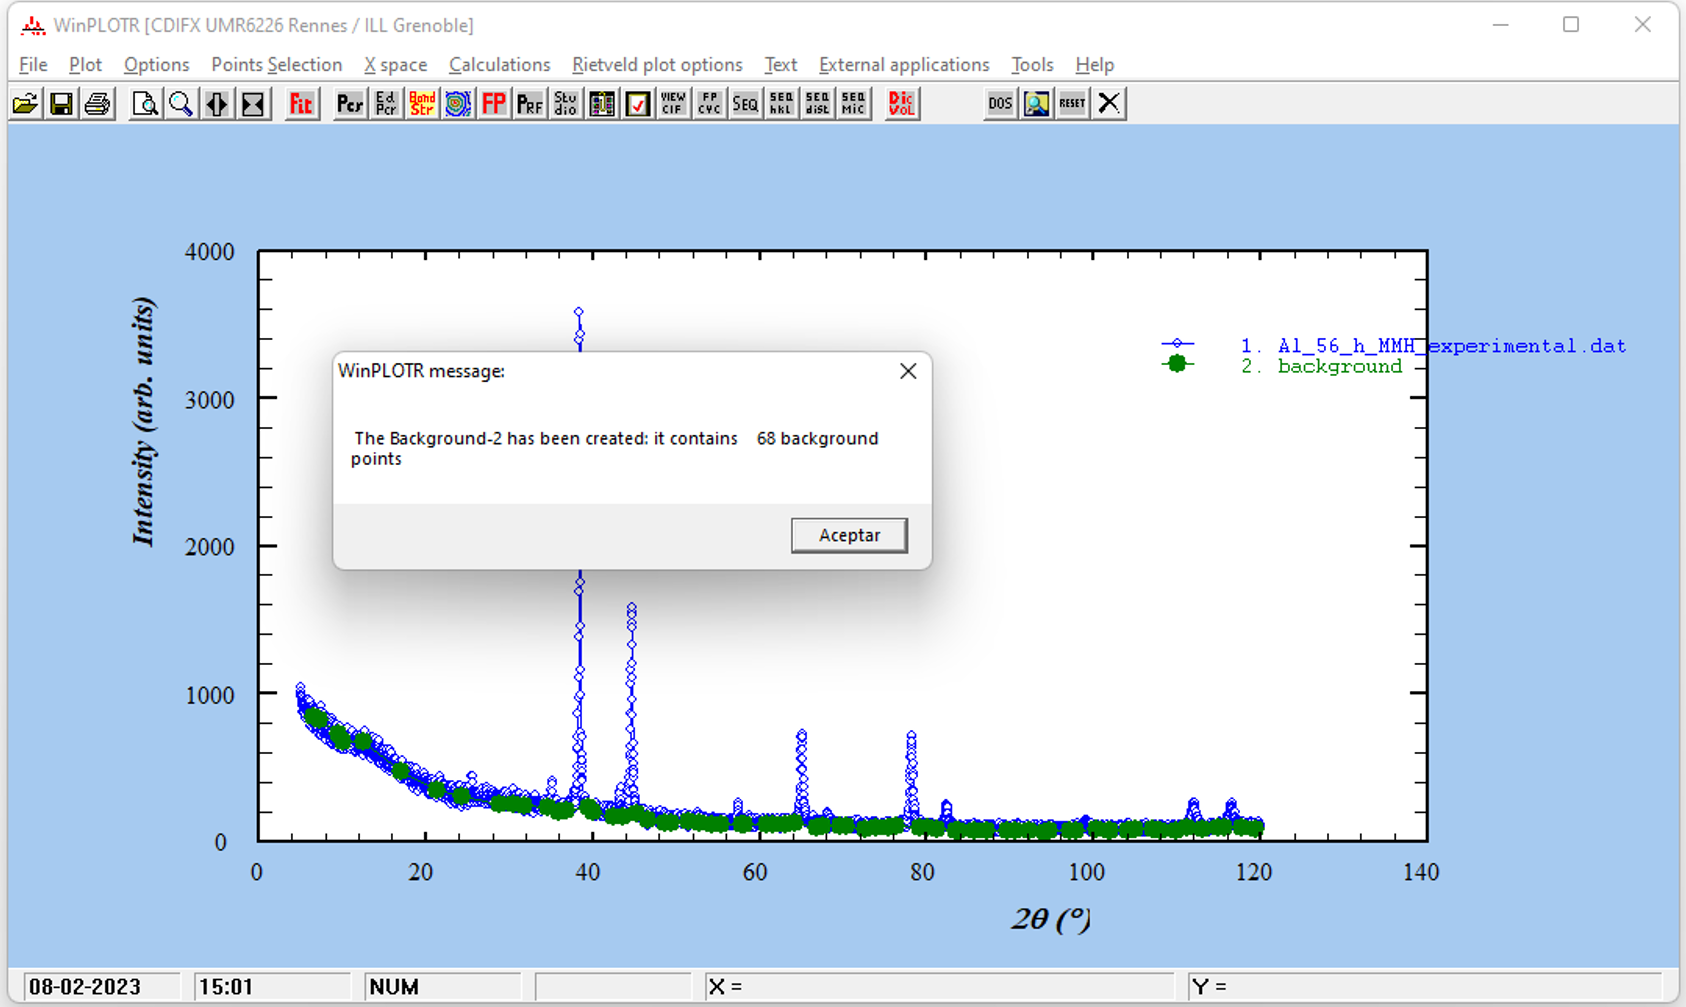 WinPLOTR [CDIFX UMR6226 Rennes / ILL Grenoble]
File Plot Options Points Selection X space Calculations Rietveld plot options Text External applications Tools Help
Fit Pcr Ed Pcr Bond Str FP PRF Stu dio VIEW CIF FP CYC SEQ SEQ hkl SEQ dist SEQ Mic Dic Vol DOS RESET
4000
3000
2000
1000
0
Intensity (arb. units)
1. Al_56_h_MMH_experimental.dat
2. background
WinPLOTR message:
The Background-2 has been created: it contains 68 background
points
Aceptar
0 20 40 60 80 100 120 140
2θ (°)
08-02-2023 15:01 NUM X = Y =